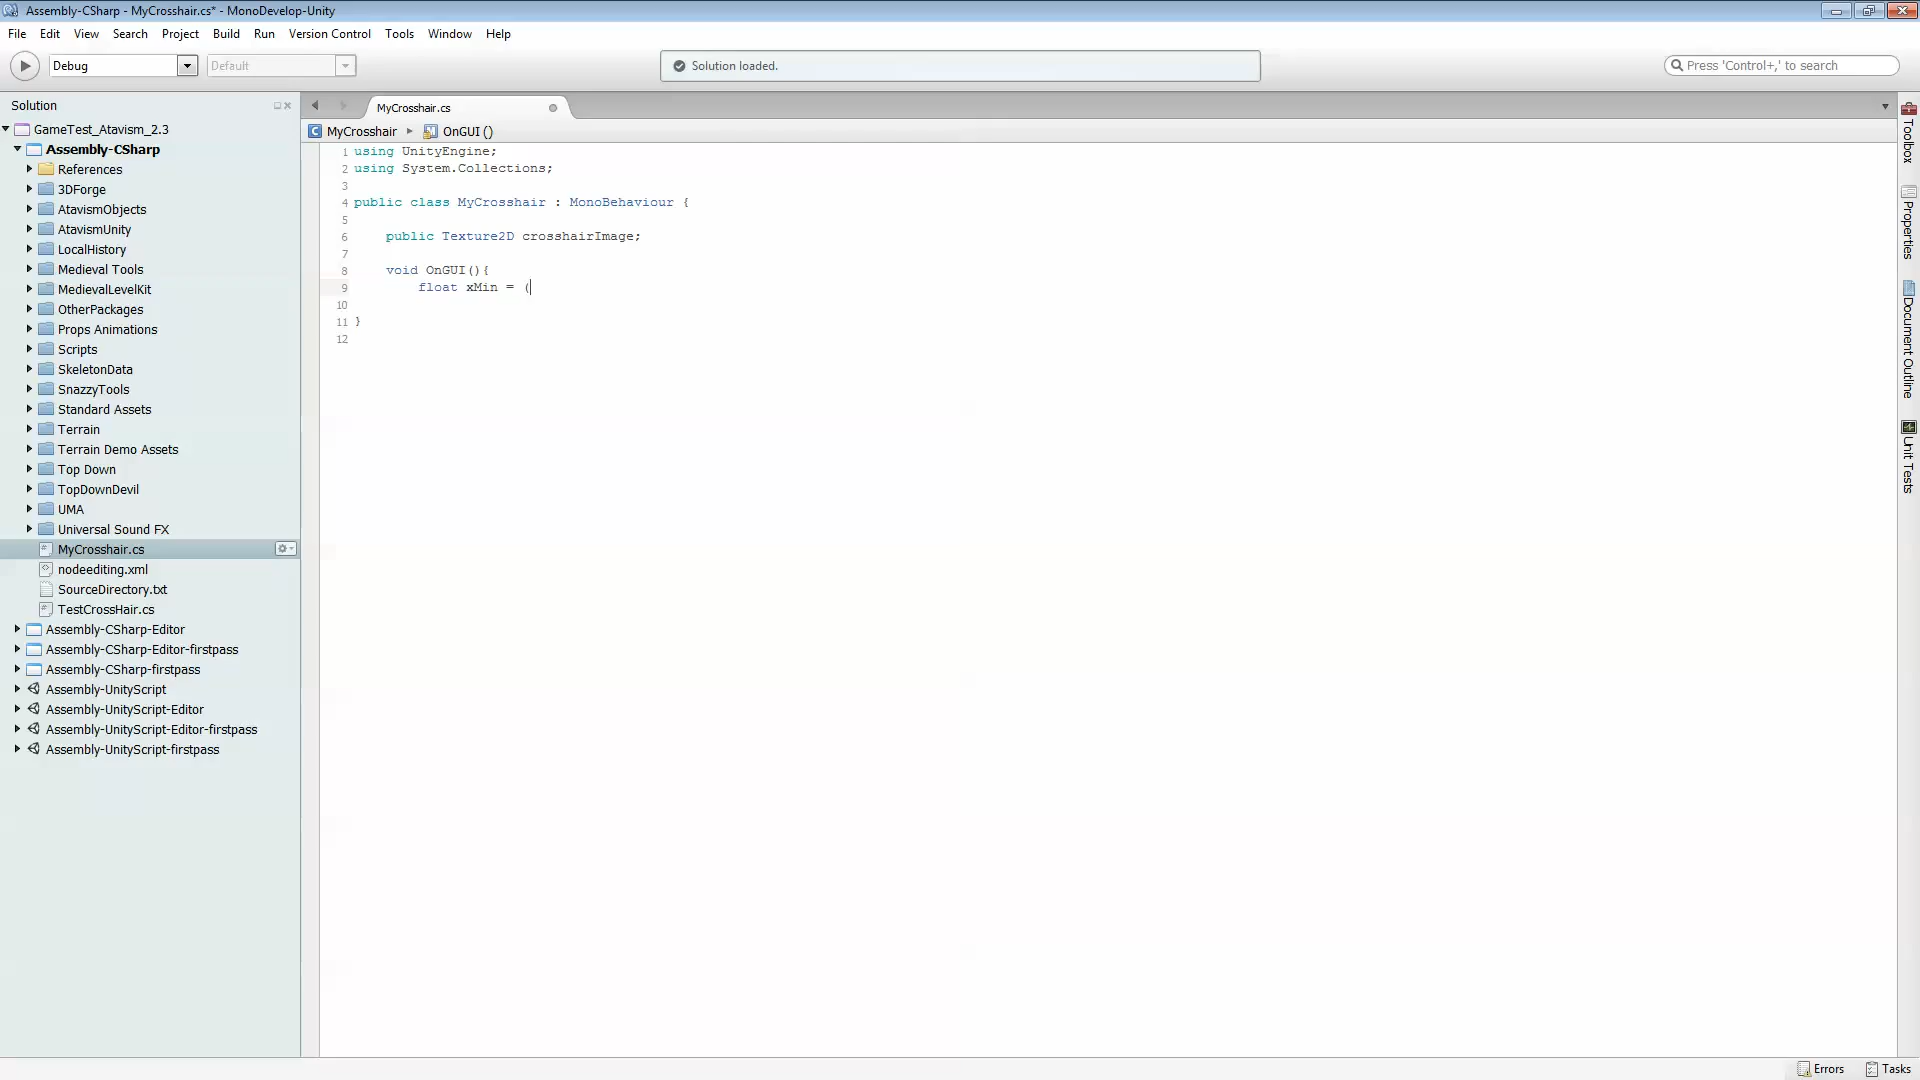 Assembly-CSharp - MyCrosshair.cs* - MonoDevelop-Unity
File Edit View Search Project Build Run Version Control Tools Window Help
Debug Default Solution loaded. Press 'Control+,' to search
Solution
MyCrosshair.cs
GameTest_Atavism_2.3
Assembly-CSharp
References
3DForge
AtavismObjects
AtavismUnity
LocalHistory
Medieval Tools
MedievalLevelKit
OtherPackages
Props Animations
Scripts
SkeletonData
SnazzyTools
Standard Assets
Terrain
Terrain Demo Assets
Top Down
TopDownDevil
UMA
Universal Sound FX
MyCrosshair.cs
nodeediting.xml
SourceDirectory.txt
TestCrossHair.cs
Assembly-CSharp-Editor
Assembly-CSharp-Editor-firstpass
Assembly-CSharp-firstpass
Assembly-UnityScript
Assembly-UnityScript-Editor
Assembly-UnityScript-Editor-firstpass
Assembly-UnityScript-firstpass
MyCrosshair OnGUI ()
1 using UnityEngine;
2 using System.Collections;
3
4 public class MyCrosshair : MonoBehaviour {
5
6 public Texture2D crosshairImage;
7
8 void OnGUI(){
9 float xMin = (
10
11 }
12
Toolbox
Properties
Document Outline
Unit Tests
Errors Tasks